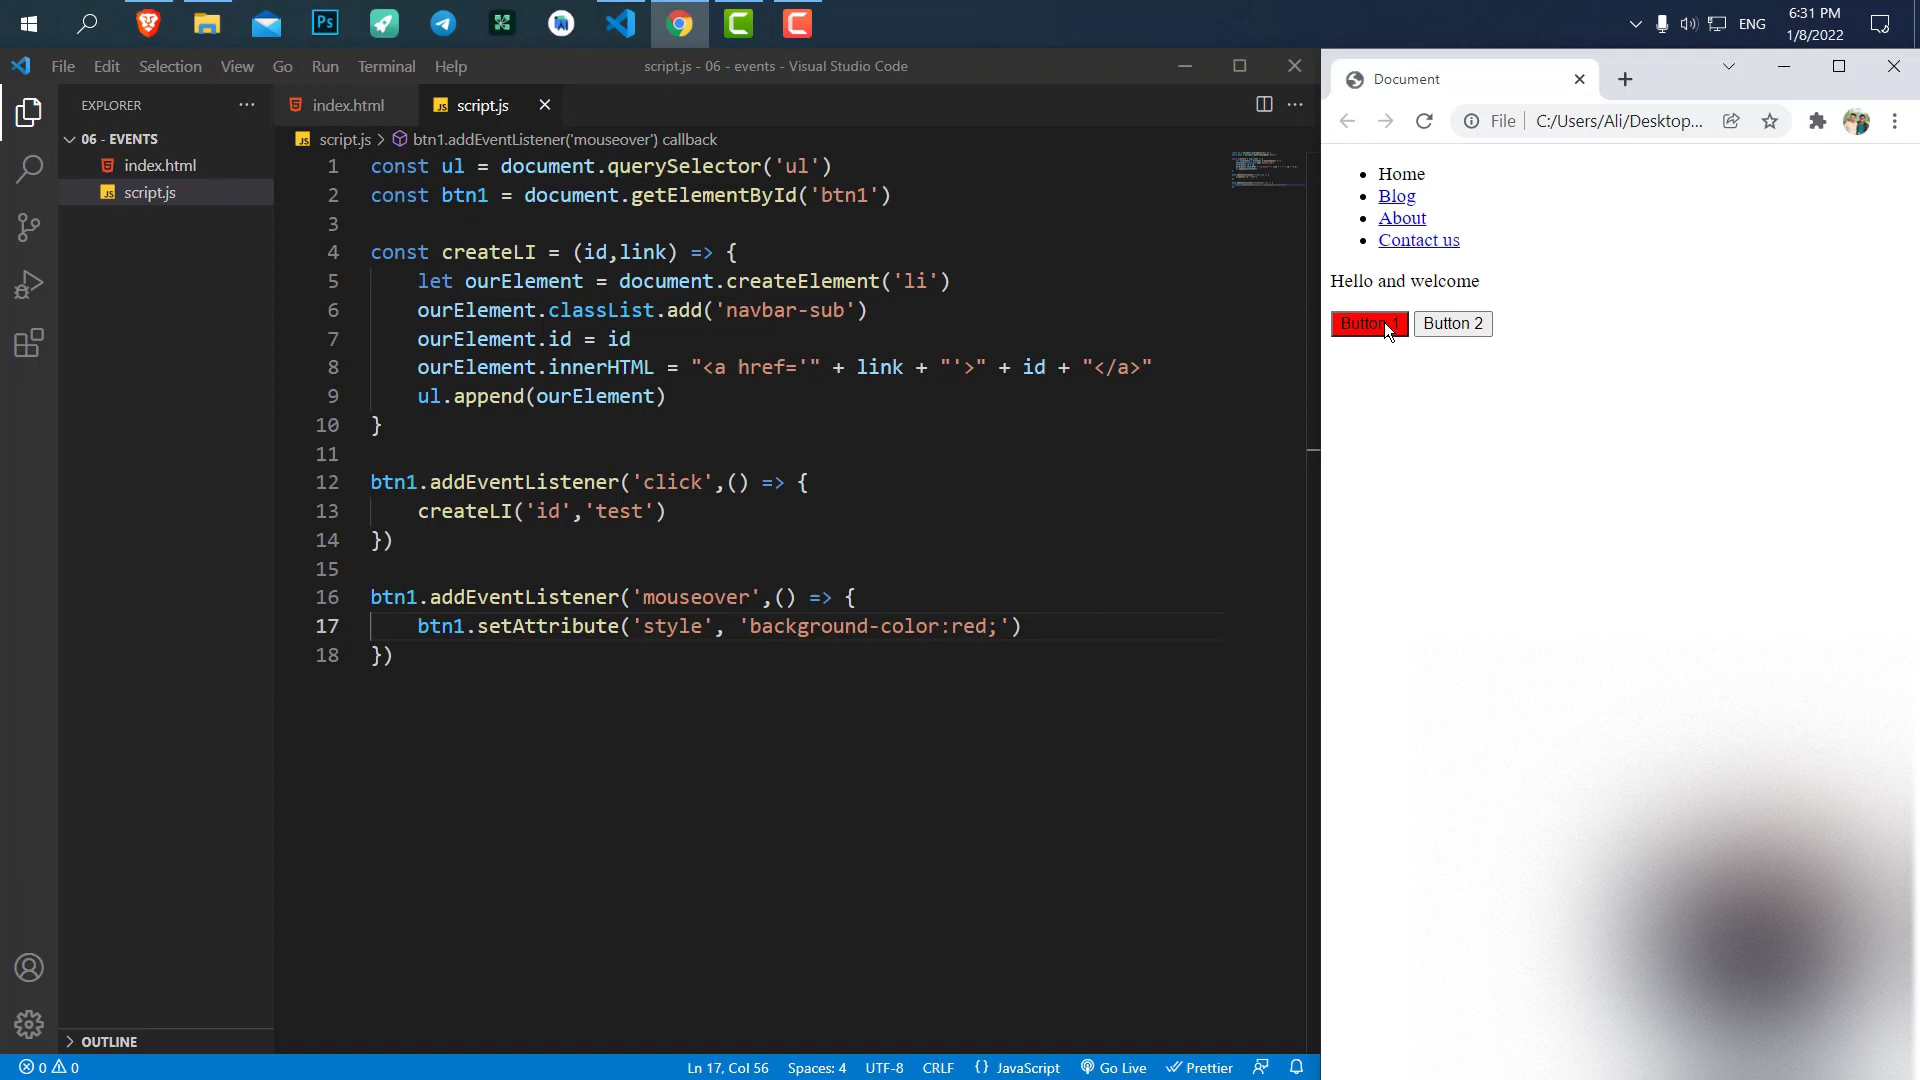 Ps
ENG
6:31 PM
1/8/2022
File Edit Selection View Go Run Terminal Help
script.js - 06 - events - Visual Studio Code
EXPLORER
06 - EVENTS
index.html
script.js
OUTLINE
index.html
JS script.js
JS script.js > btn1.addEventListener('mouseover') callback
1 const ul = document.querySelector('ul')
2 const btn1 = document.getElementById('btn1')
3
4 const createLI = (id,link) => {
5 let ourElement = document.createElement('li')
6 ourElement.classList.add('navbar-sub')
7 ourElement.id = id
8 ourElement.innerHTML = "<a href='" + link + "'>" + id + "</a>"
9 ul.append(ourElement)
10 }
11
12 btn1.addEventListener('click',() => {
13 createLI('id','test')
14 })
15
16 btn1.addEventListener('mouseover',() => {
17 btn1.setAttribute('style', 'background-color:red;')
18 })
0 0
Ln 17, Col 56 Spaces: 4 UTF-8 CRLF {} JavaScript Go Live Prettier
Document
File C:/Users/Ali/Desktop...
Home
Blog
About
Contact us
Hello and welcome
Button 1 Button 2